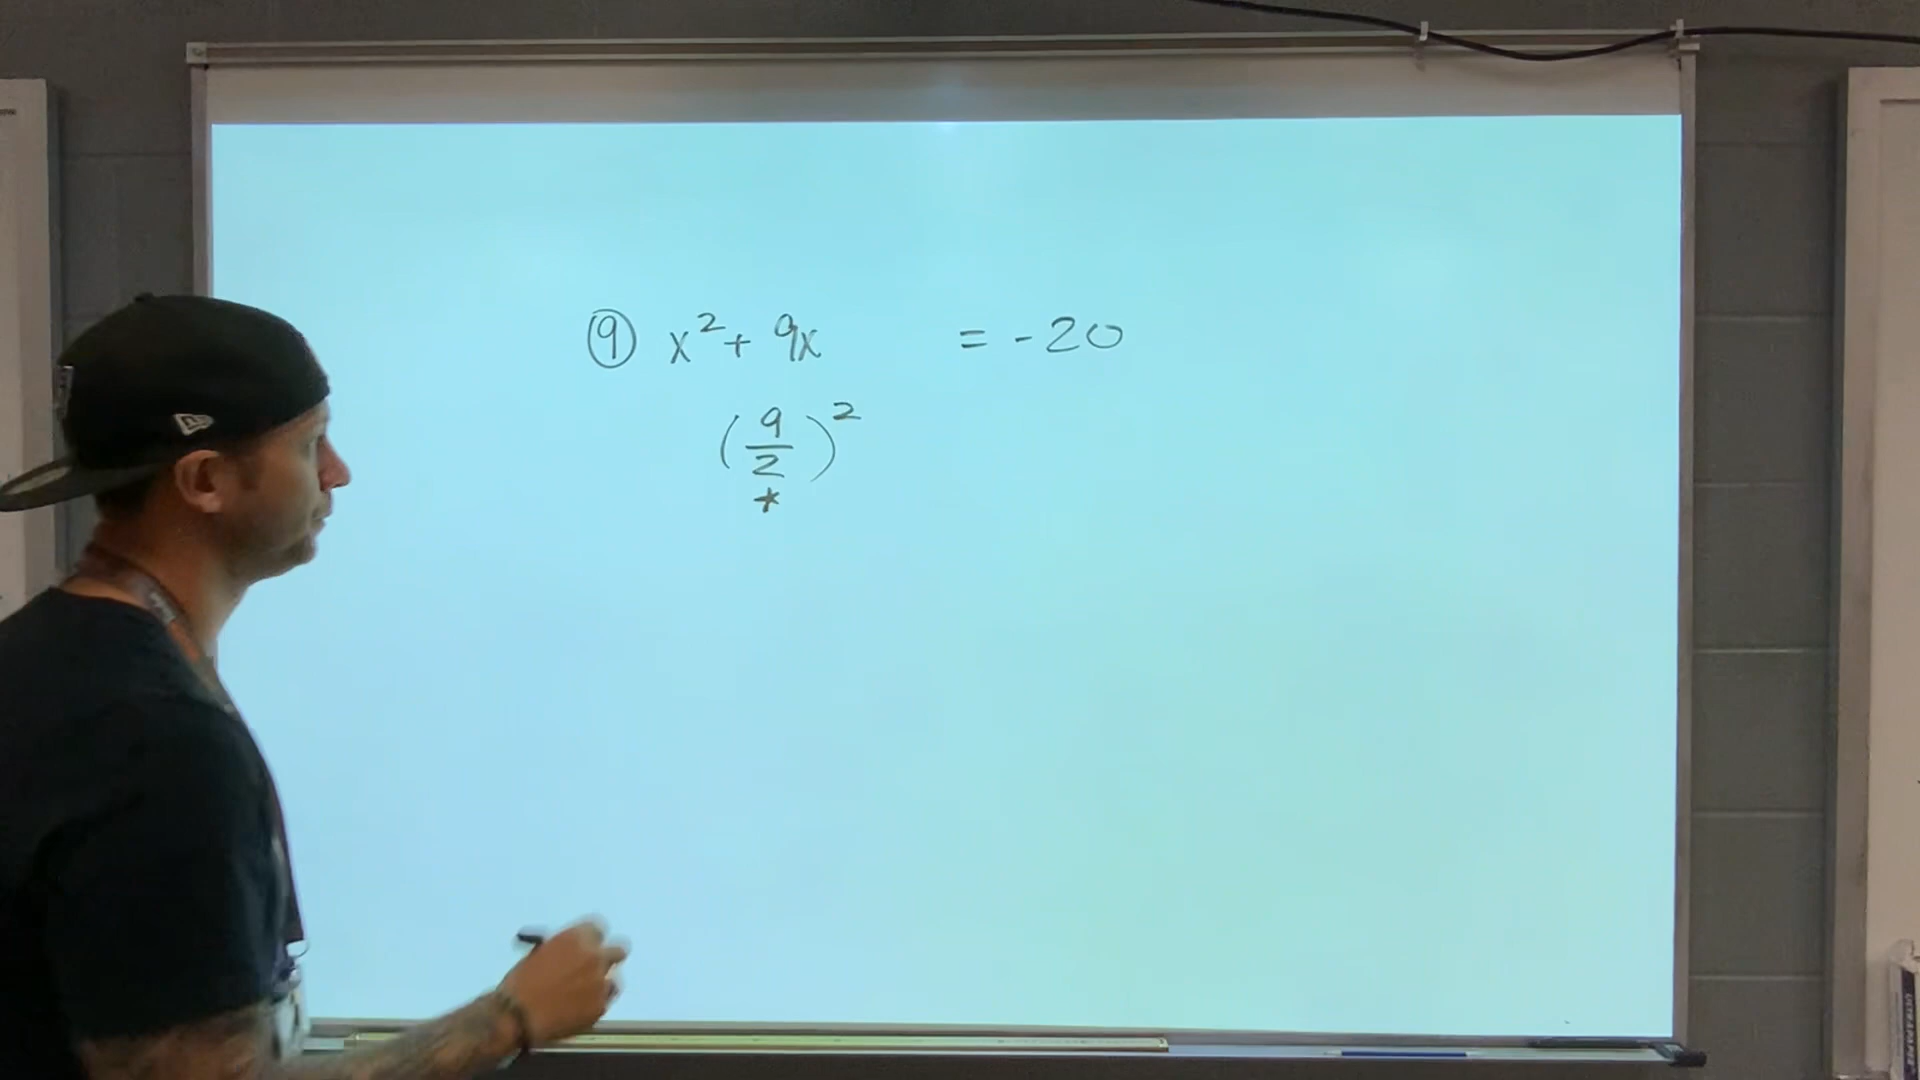 ⑨ x² + 9x = -20
(9/2)²
*